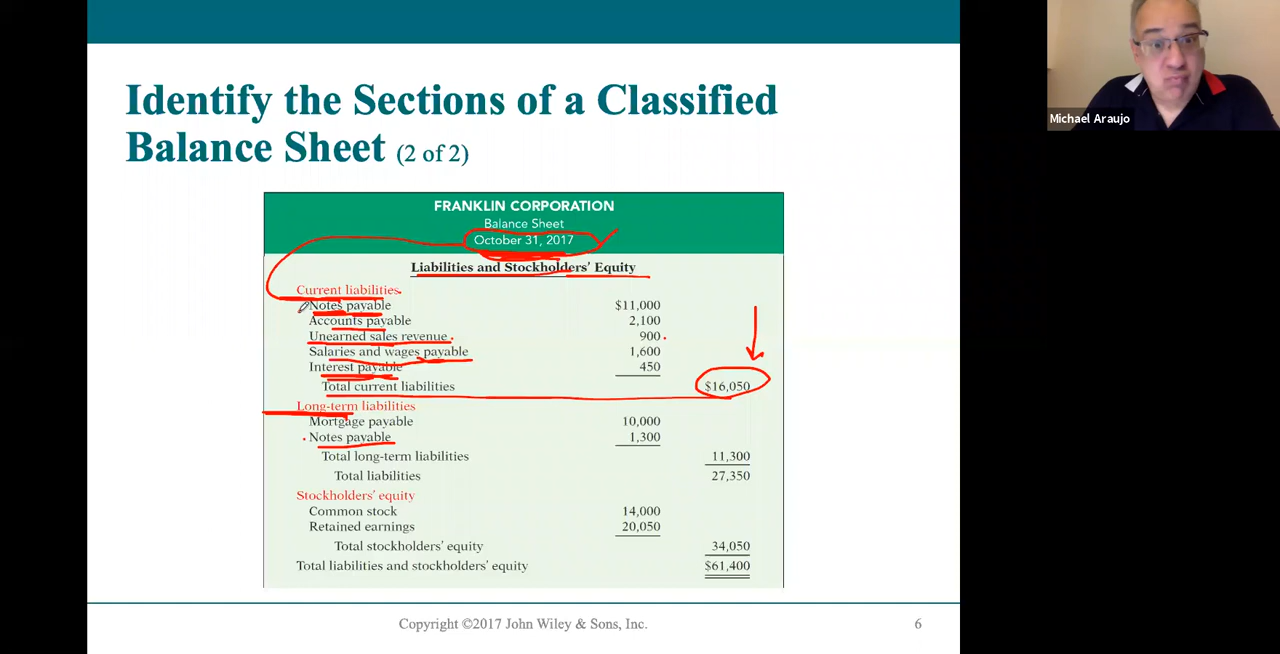 Identify the Sections of a Classified
Balance Sheet (2 of 2)
Michael Araujo
FRANKLIN CORPORATION
Balance Sheet
October 31, 2017
Liabilities and Stockholders' Equity
Current liabilities
Notes payable $11,000
Accounts payable 2,100
Unearned sales revenue 900
Salaries and wages payable 1,600
Interest payable 450
Total current liabilities $16,050
Long-term liabilities
Mortgage payable 10,000
Notes payable 1,300
Total long-term liabilities 11,300
Total liabilities 27,350
Stockholders' equity
Common stock 14,000
Retained earnings 20,050
Total stockholders' equity 34,050
Total liabilities and stockholders' equity $61,400
Copyright ©2017 John Wiley & Sons, Inc. 6